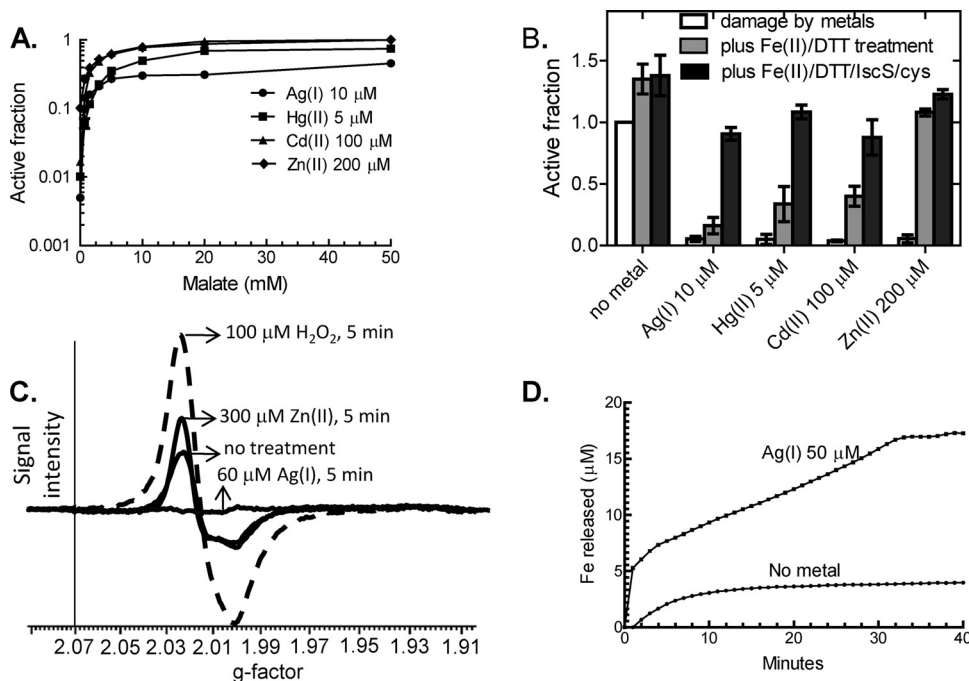 A.
Active fraction
1
0.1
0.01
0.001
0 10 20 30 40 50
Malate (mM)
Ag(I) 10 μM
Hg(II) 5 μM
Cd(II) 100 μM
Zn(II) 200 μM
B.
Active fraction
1.5
1.0
0.5
0.0
damage by metals
plus Fe(II)/DTT treatment
plus Fe(II)/DTT/IscS/cys
no metal
Ag(I) 10 μM
Hg(II) 5 μM
Cd(II) 100 μM
Zn(II) 200 μM
C.
Signal
intensity
100 μM H₂O₂, 5 min
300 μM Zn(II), 5 min
no treatment
60 μM Ag(I), 5 min
2.07 2.05 2.03 2.01 1.99 1.97 1.95 1.93 1.91
g-factor
D.
Fe released (μM)
20
15
10
5
0
Ag(I) 50 μM
No metal
0 10 20 30 40
Minutes